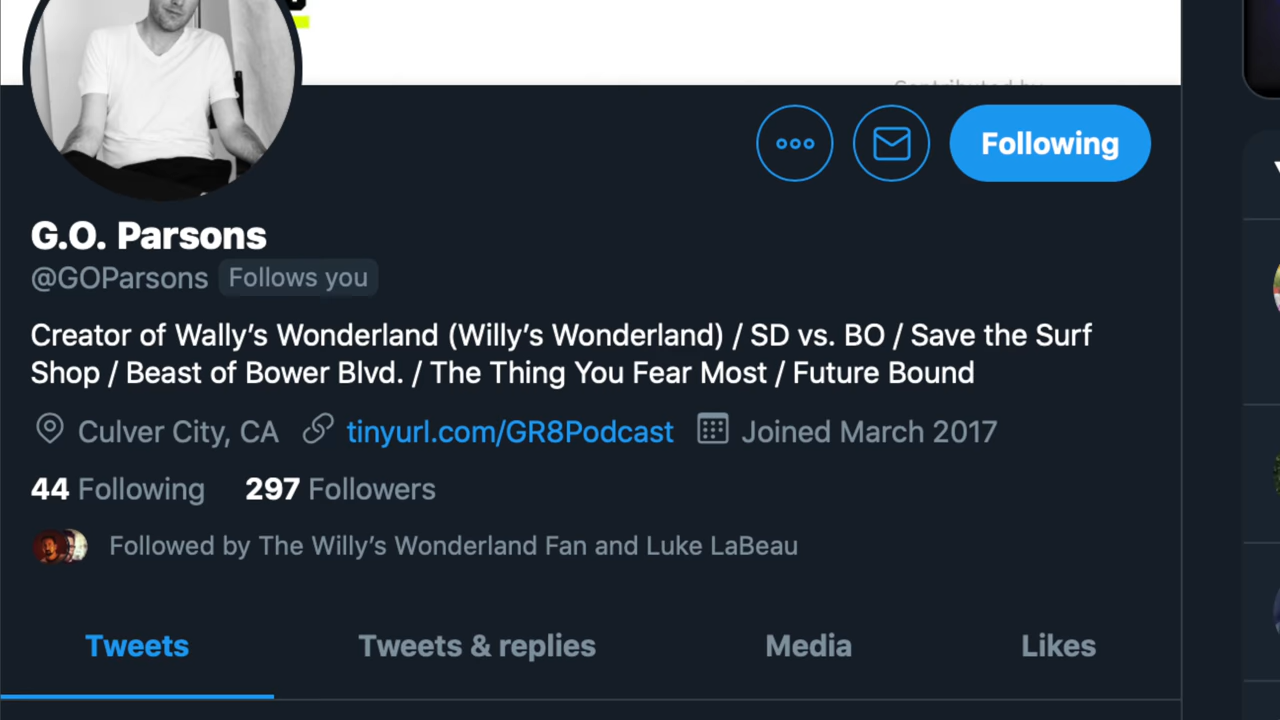 Contributed by
Following
G.O. Parsons
@GOParsons Follows you
Creator of Wally’s Wonderland (Willy’s Wonderland) / SD vs. BO / Save the Surf
Shop / Beast of Bower Blvd. / The Thing You Fear Most / Future Bound
Culver City, CA tinyurl.com/GR8Podcast Joined March 2017
44 Following 297 Followers
Followed by The Willy’s Wonderland Fan and Luke LaBeau
Tweets Tweets & replies Media Likes